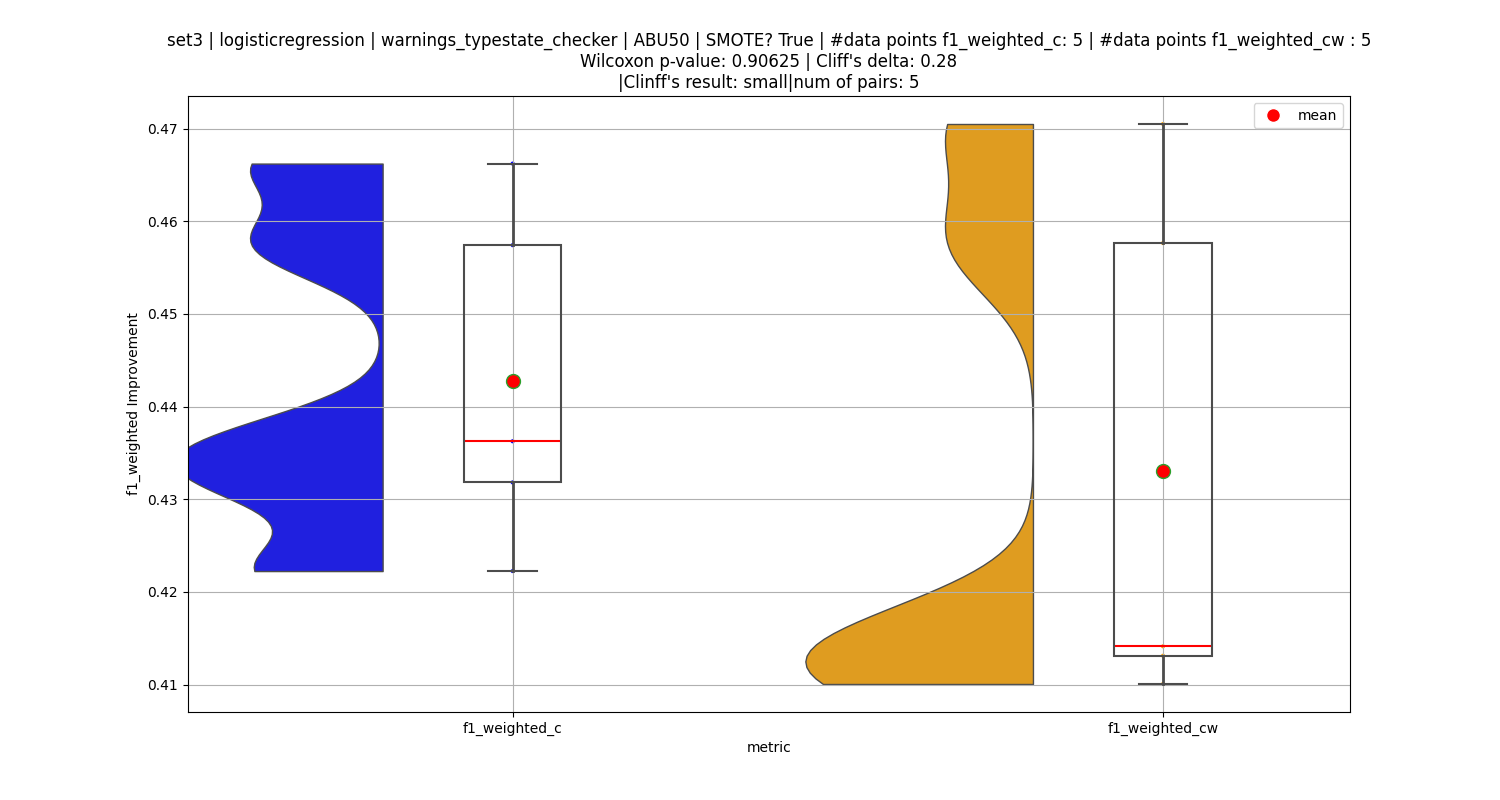 set3 | logisticregression | warnings_typestate_checker | ABU50 | SMOTE? True | #data points f1_weighted_c: 5 | #data points f1_weighted_cw : 5
Wilcoxon p-value: 0.90625 | Cliff's delta: 0.28
|Clinff's result: small|num of pairs: 5
mean
0.47
0.46
0.45
0.44
0.43
0.42
0.41
f1_weighted Improvement
f1_weighted_c
f1_weighted_cw
metric